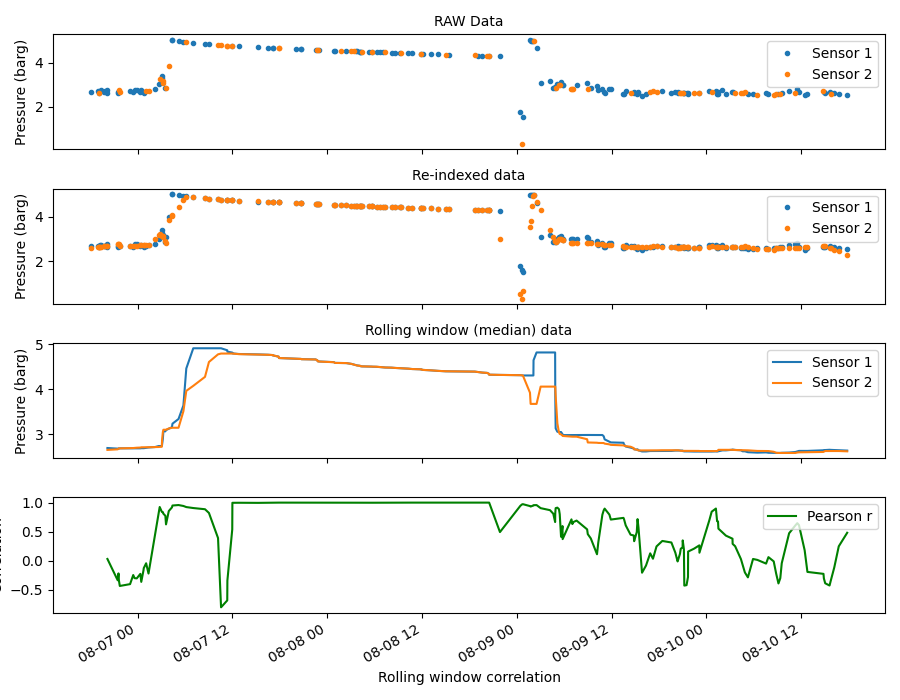 RAW Data
Pressure (barg)
4
2
Sensor 1
Sensor 2
Re-indexed data
Pressure (barg)
4
2
Sensor 1
Sensor 2
Rolling window (median) data
Pressure (barg)
5
4
3
Sensor 1
Sensor 2
1.0
0.5
0.0
−0.5
Pearson r
08-07 00
08-07 12
08-08 00
08-08 12
08-09 00
08-09 12
08-10 00
08-10 12
Rolling window correlation